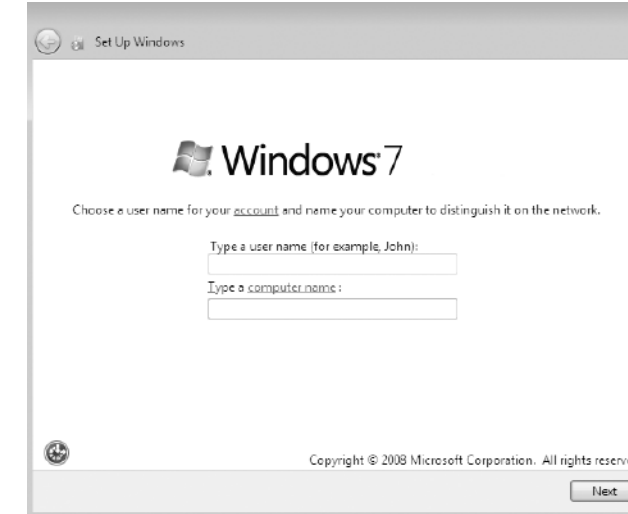 Set Up Windows
Windows 7
Choose a user name for your account and name your computer to distinguish it on the network.
Type a user name (for example, John):
Type a computer name :
Copyright © 2008 Microsoft Corporation. All rights reserve
Next